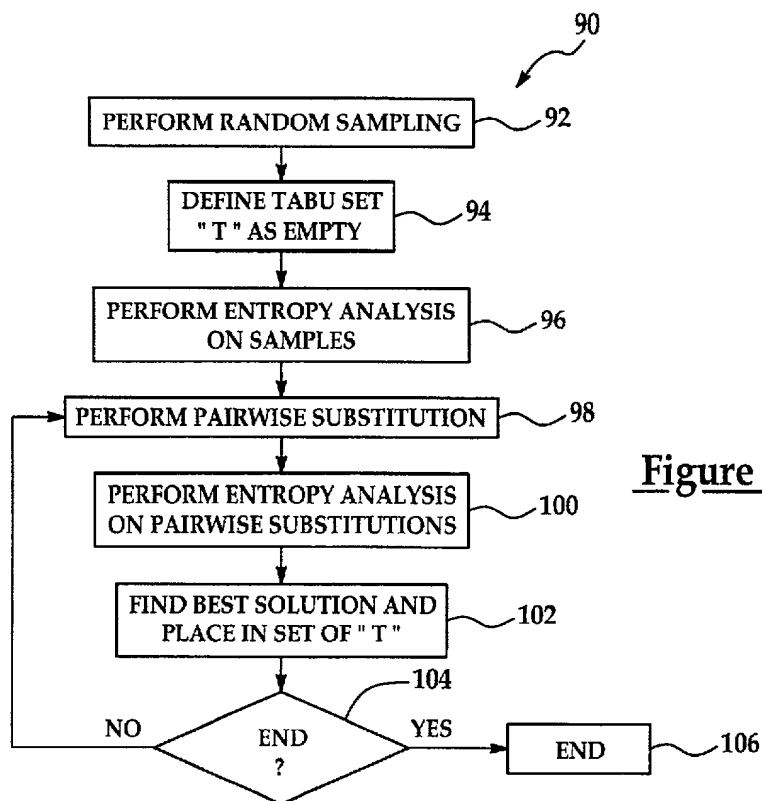 90
PERFORM RANDOM SAMPLING
92
DEFINE TABU SET
" T " AS EMPTY
94
PERFORM ENTROPY ANALYSIS
ON SAMPLES
96
PERFORM PAIRWISE SUBSTITUTION
98
PERFORM ENTROPY ANALYSIS
ON PAIRWISE SUBSTITUTIONS
100
Figure
FIND BEST SOLUTION AND
PLACE IN SET OF " T "
102
104
NO
END
?
YES
END
106